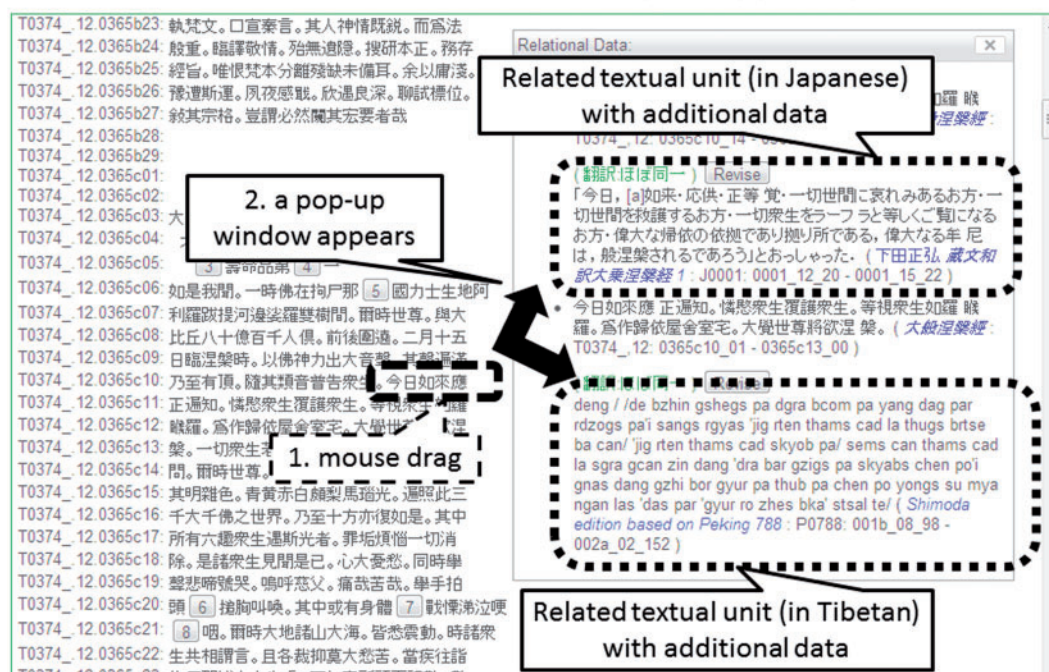 T0374_.12.0365b23: 執梵文。口宣秦言。其人神情既鋭。而爲法
T0374_.12.0365b24: 殷重。臨譯敬情。殆無遺隱。搜研本正。務存
T0374_.12.0365b25: 經旨。唯恨梵本分離殘缺未備耳。余以庸淺。
T0374_.12.0365b26: 豫遭斯運。夙夜感戢。欣遇良深。聊試標位。
T0374_.12.0365b27: 敍其宗格。豈謂必然闚其宏要者哉
T0374_.12.0365b28:
T0374_.12.0365b29:
T0374_.12.0365c01:
T0374_.12.0365c02:
T0374_.12.0365c03: 大
T0374_.12.0365c04:
T0374_.12.0365c05: 3 壽命品第 4 一
T0374_.12.0365c06: 如是我聞。一時佛在拘尸那 5 國力士生地阿
T0374_.12.0365c07: 利羅跋提河邊娑羅雙樹間。爾時世尊。與大
T0374_.12.0365c08: 比丘八十億百千人倶。前後圍遶。二月十五
T0374_.12.0365c09: 日臨涅槃時。以佛神力出大音聲。其聲遍滿
T0374_.12.0365c10: 乃至有頂。隨其類音普告衆生。今日如來應
T0374_.12.0365c11: 正遍知。憐愍衆生覆護衆生。等視衆生如羅
T0374_.12.0365c12: 睺羅。爲作歸依屋舍室宅。大覺世 涅
T0374_.12.0365c13: 槃。一切衆生
T0374_.12.0365c14: 問。爾時世尊。
T0374_.12.0365c15: 其明雜色。青黄赤白頗梨馬瑙光。遍照此三
T0374_.12.0365c16: 千大千佛之世界。乃至十方亦復如是。其中
T0374_.12.0365c17: 所有六趣衆生遇斯光者。罪垢煩惱一切消
T0374_.12.0365c18: 除。是諸衆生見聞是已。心大憂愁。同時擧
T0374_.12.0365c19: 聲悲啼號哭。嗚呼慈父。痛哉苦哉。擧手拍
T0374_.12.0365c20: 頭 6 搥胸叫喚。其中或有身體 7 戰慄涕泣哽
T0374_.12.0365c21: 8 咽。爾時大地諸山大海。皆悉震動。時諸衆
T0374_.12.0365c22: 生共相謂言。且各裁抑莫大愁苦。當疾往詣
2. a pop-up
window appears
1. mouse drag
Relational Data:
Related textual unit (in Japanese)
with additional data
如羅 睺
涅槃經 :
T0374_,12: 0365c10_14 -
(翻訳:ほぼ同一) Revise
「今日, [a]如来・応供・正等 覚・一切世間に哀れみあるお方・一
切世間を救護するお方・一切衆生をラーフ ラと等しくご覧になる
お方・偉大な帰依の依拠であり拠り所である, 偉大なる牟 尼
は, 般涅槃されるであろう」とおっしゃった. ( 下田正弘 蔵文和
訳大乗涅槃経 1 : J0001: 0001_12_20 - 0001_15_22 )
• 今日如來應 正遍知。憐愍衆生覆護衆生。等視衆生如羅 睺
羅。爲作歸依屋舍室宅。大覺世尊將欲涅 槃。 ( 大般涅槃經 :
T0374_,12: 0365c10_01 - 0365c13_00 )
(翻訳:ほぼ同一) Revise
deng / /de bzhin gshegs pa dgra bcom pa yang dag par
rdzogs pa'i sangs rgyas 'jig rten thams cad la thugs brtse
ba can/ 'jig rten thams cad skyob pa/ sems can thams cad
la sgra gcan zin dang 'dra bar gzigs pa skyabs chen po'i
gnas dang gzhi bor gyur pa thub pa chen po yongs su mya
ngan las 'das par 'gyur ro zhes bka' stsal te/ ( Shimoda
edition based on Peking 788 : P0788: 001b_08_98 -
002a_02_152 )
Related textual unit (in Tibetan)
with additional data